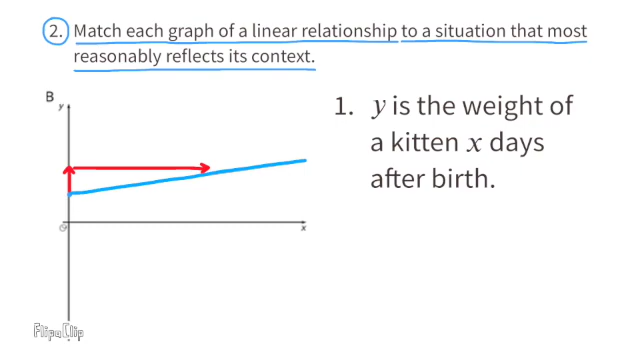 2. Match each graph of a linear relationship to a situation that most
reasonably reflects its context.
B
y
x
O
1. y is the weight of
a kitten x days
after birth.
FlipaClip